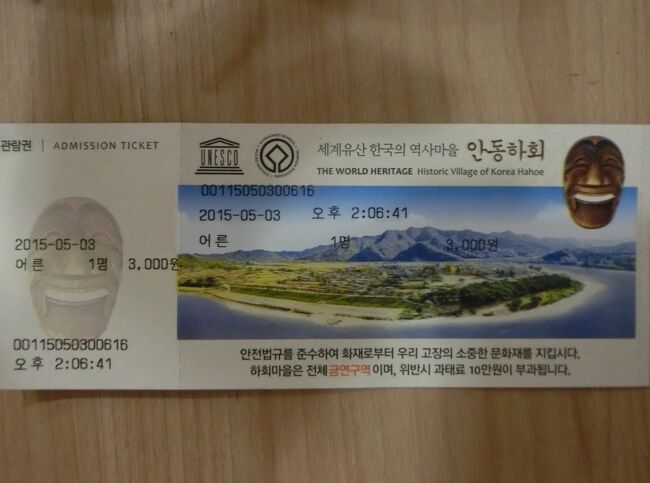 관람권 | ADMISSION TICKET
2015-05-03
어른 1명 3,000원
00115050300616
오후 2:06:41
UNESCO
세계유산 한국의 역사마을 안동하회
THE WORLD HERITAGE Historic Village of Korea Hahoe
00115050300616
2015-05-03 오후 2:06:41
어른 1명 3,000원
안전법규를 준수하여 화재로부터 우리 고장의 소중한 문화재를 지킵시다.
하회마을은 전체 금연구역이며, 위반시 과태료 10만원이 부과됩니다.